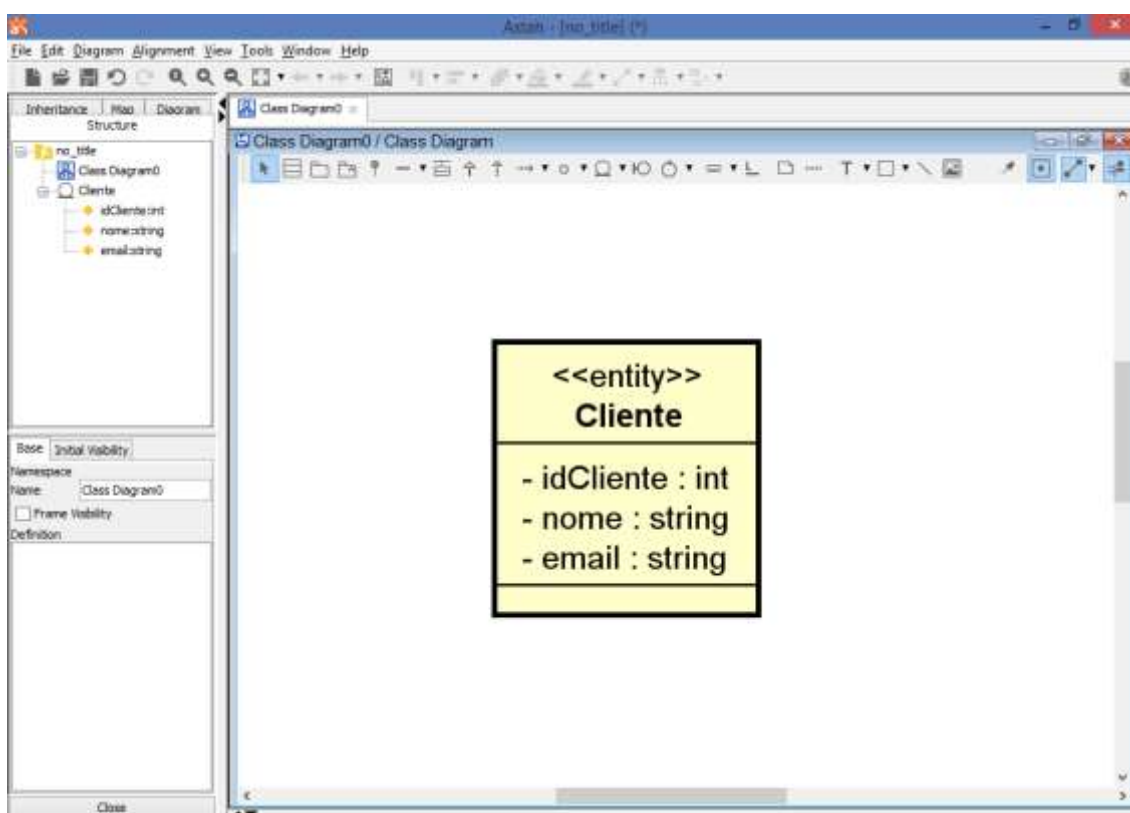 Astah - [no_title] (*)
File Edit Diagram Alignment View Tools Window Help
Inheritance Map Diagram
Structure
no_title
Class Diagram0
Cliente
idCliente:int
nome:string
email:string
Base Initial Visibility
Namespace
Name Class Diagram0
Frame Visibility
Definition
Close
Class Diagram0
Class Diagram0 / Class Diagram
T
<<entity>>
Cliente
- idCliente : int
- nome : string
- email : string